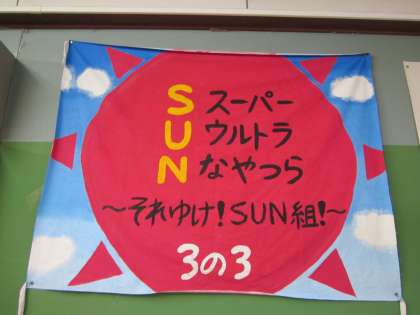 S スーパー
U ウルトラ
N なやつら
～それゆけ!SUN組!～
3の3